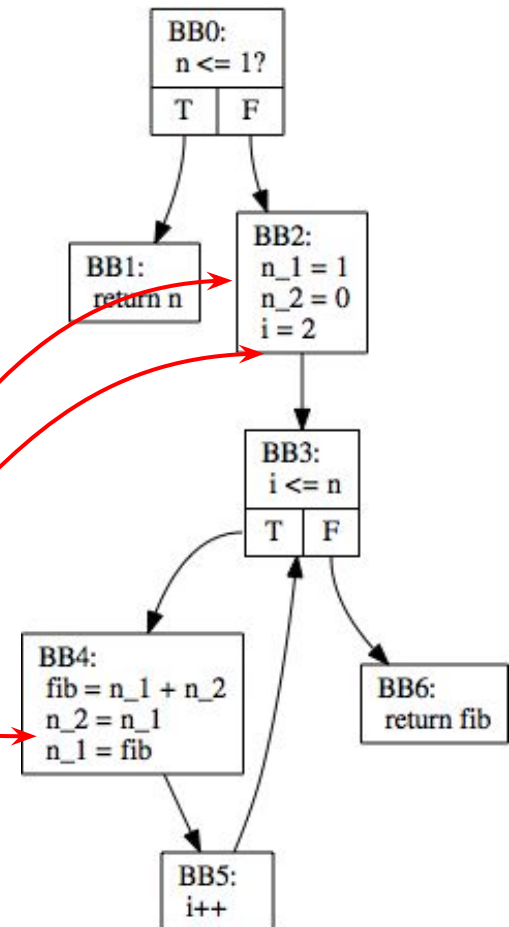 BB0:
n <= 1?
T F
BB1:
return n
BB2:
n_1 = 1
n_2 = 0
i = 2
BB3:
i <= n
T F
BB4:
fib = n_1 + n_2
n_2 = n_1
n_1 = fib
BB6:
return fib
BB5:
i++